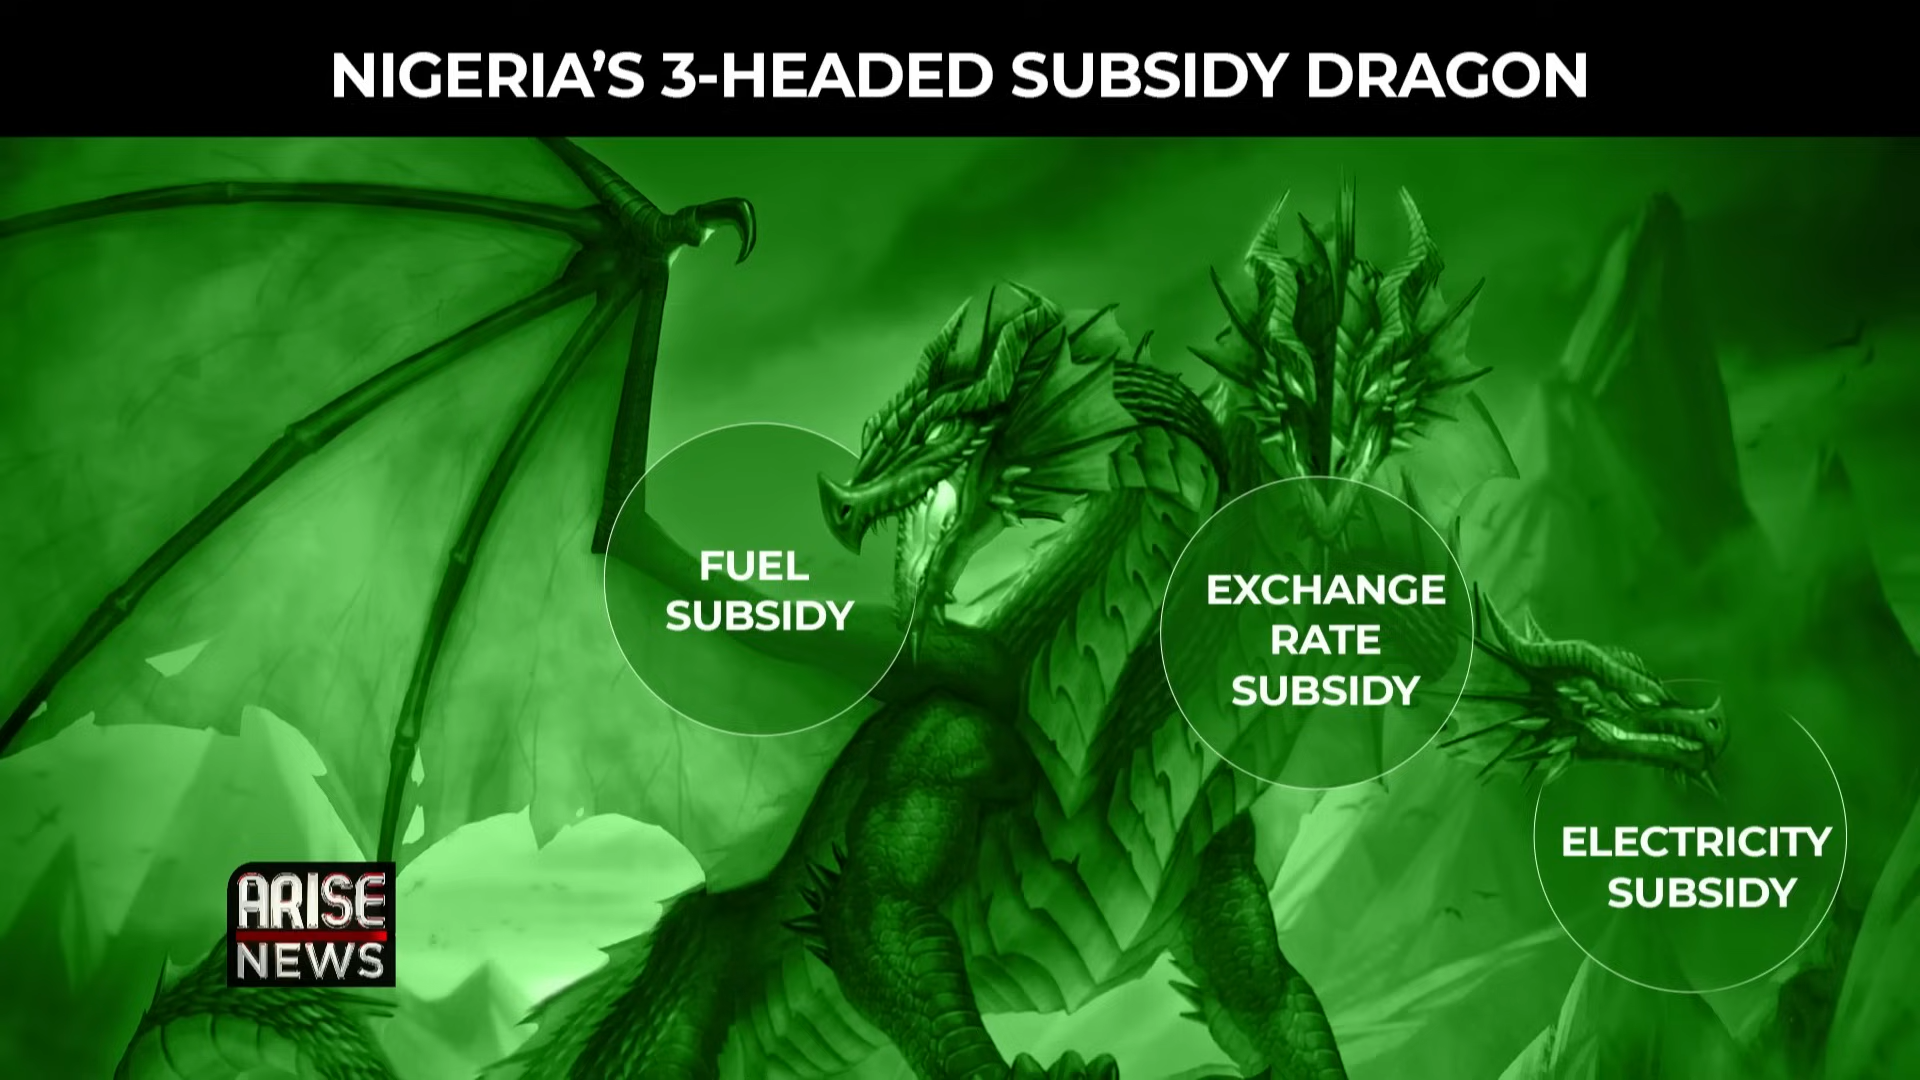 NIGERIA’S 3-HEADED SUBSIDY DRAGON
FUEL
SUBSIDY
EXCHANGE
RATE
SUBSIDY
ELECTRICITY
SUBSIDY
ARISE
NEWS